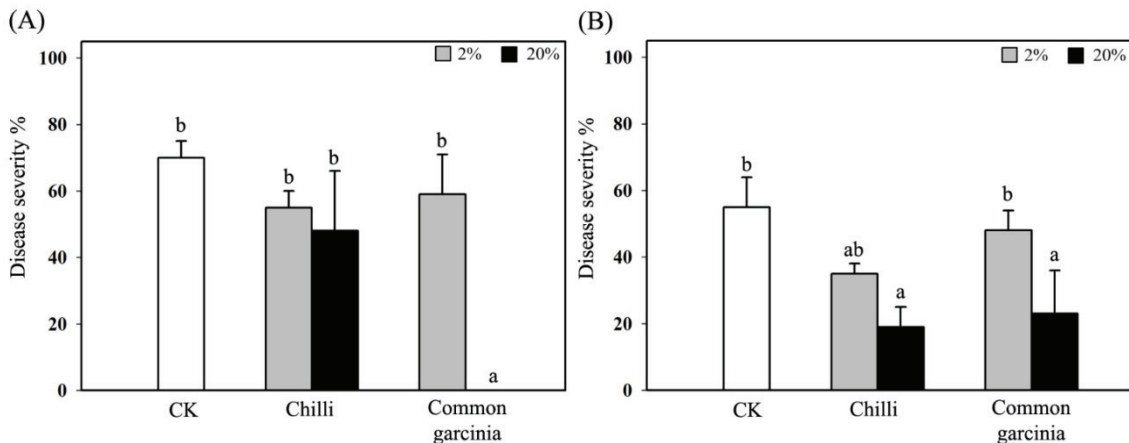 (A)
2% 20%
100
80
60
40
20
0
Disease severity %
b
b
b
b
a
CK
Chilli
Common
garcinia
(B)
2% 20%
100
80
60
40
20
0
Disease severity %
b
ab
a
b
a
CK
Chilli
Common
garcinia